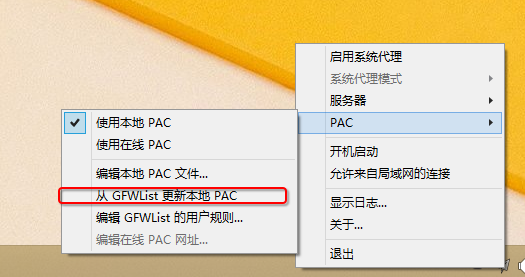 启用系统代理
系统代理模式
服务器
PAC
开机启动
允许来自局域网的连接
显示日志...
关于...
退出
使用本地 PAC
使用在线 PAC
编辑本地 PAC 文件...
从 GFWList 更新本地 PAC
编辑 GFWList 的用户规则...
编辑在线 PAC 网址...